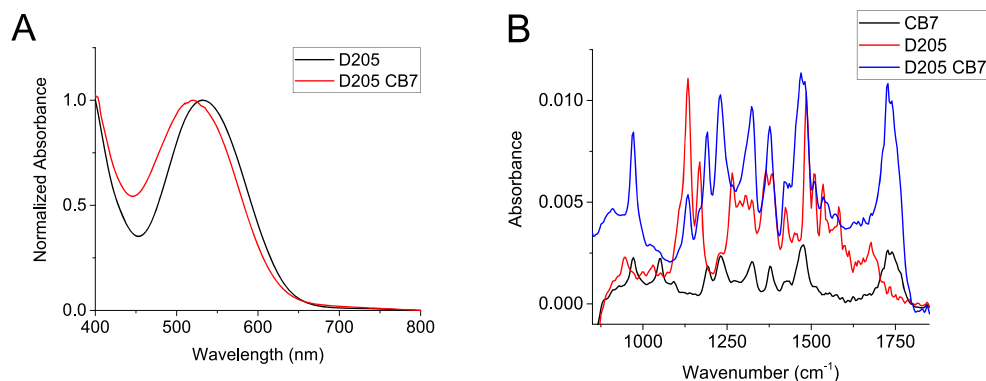 A
D205
D205 CB7
Normalized Absorbance
1.0
0.5
0.0
400
500
600
700
800
Wavelength (nm)
B
CB7
D205
D205 CB7
Absorbance
0.010
0.005
0.000
1000
1250
1500
1750
Wavenumber (cm⁻¹)